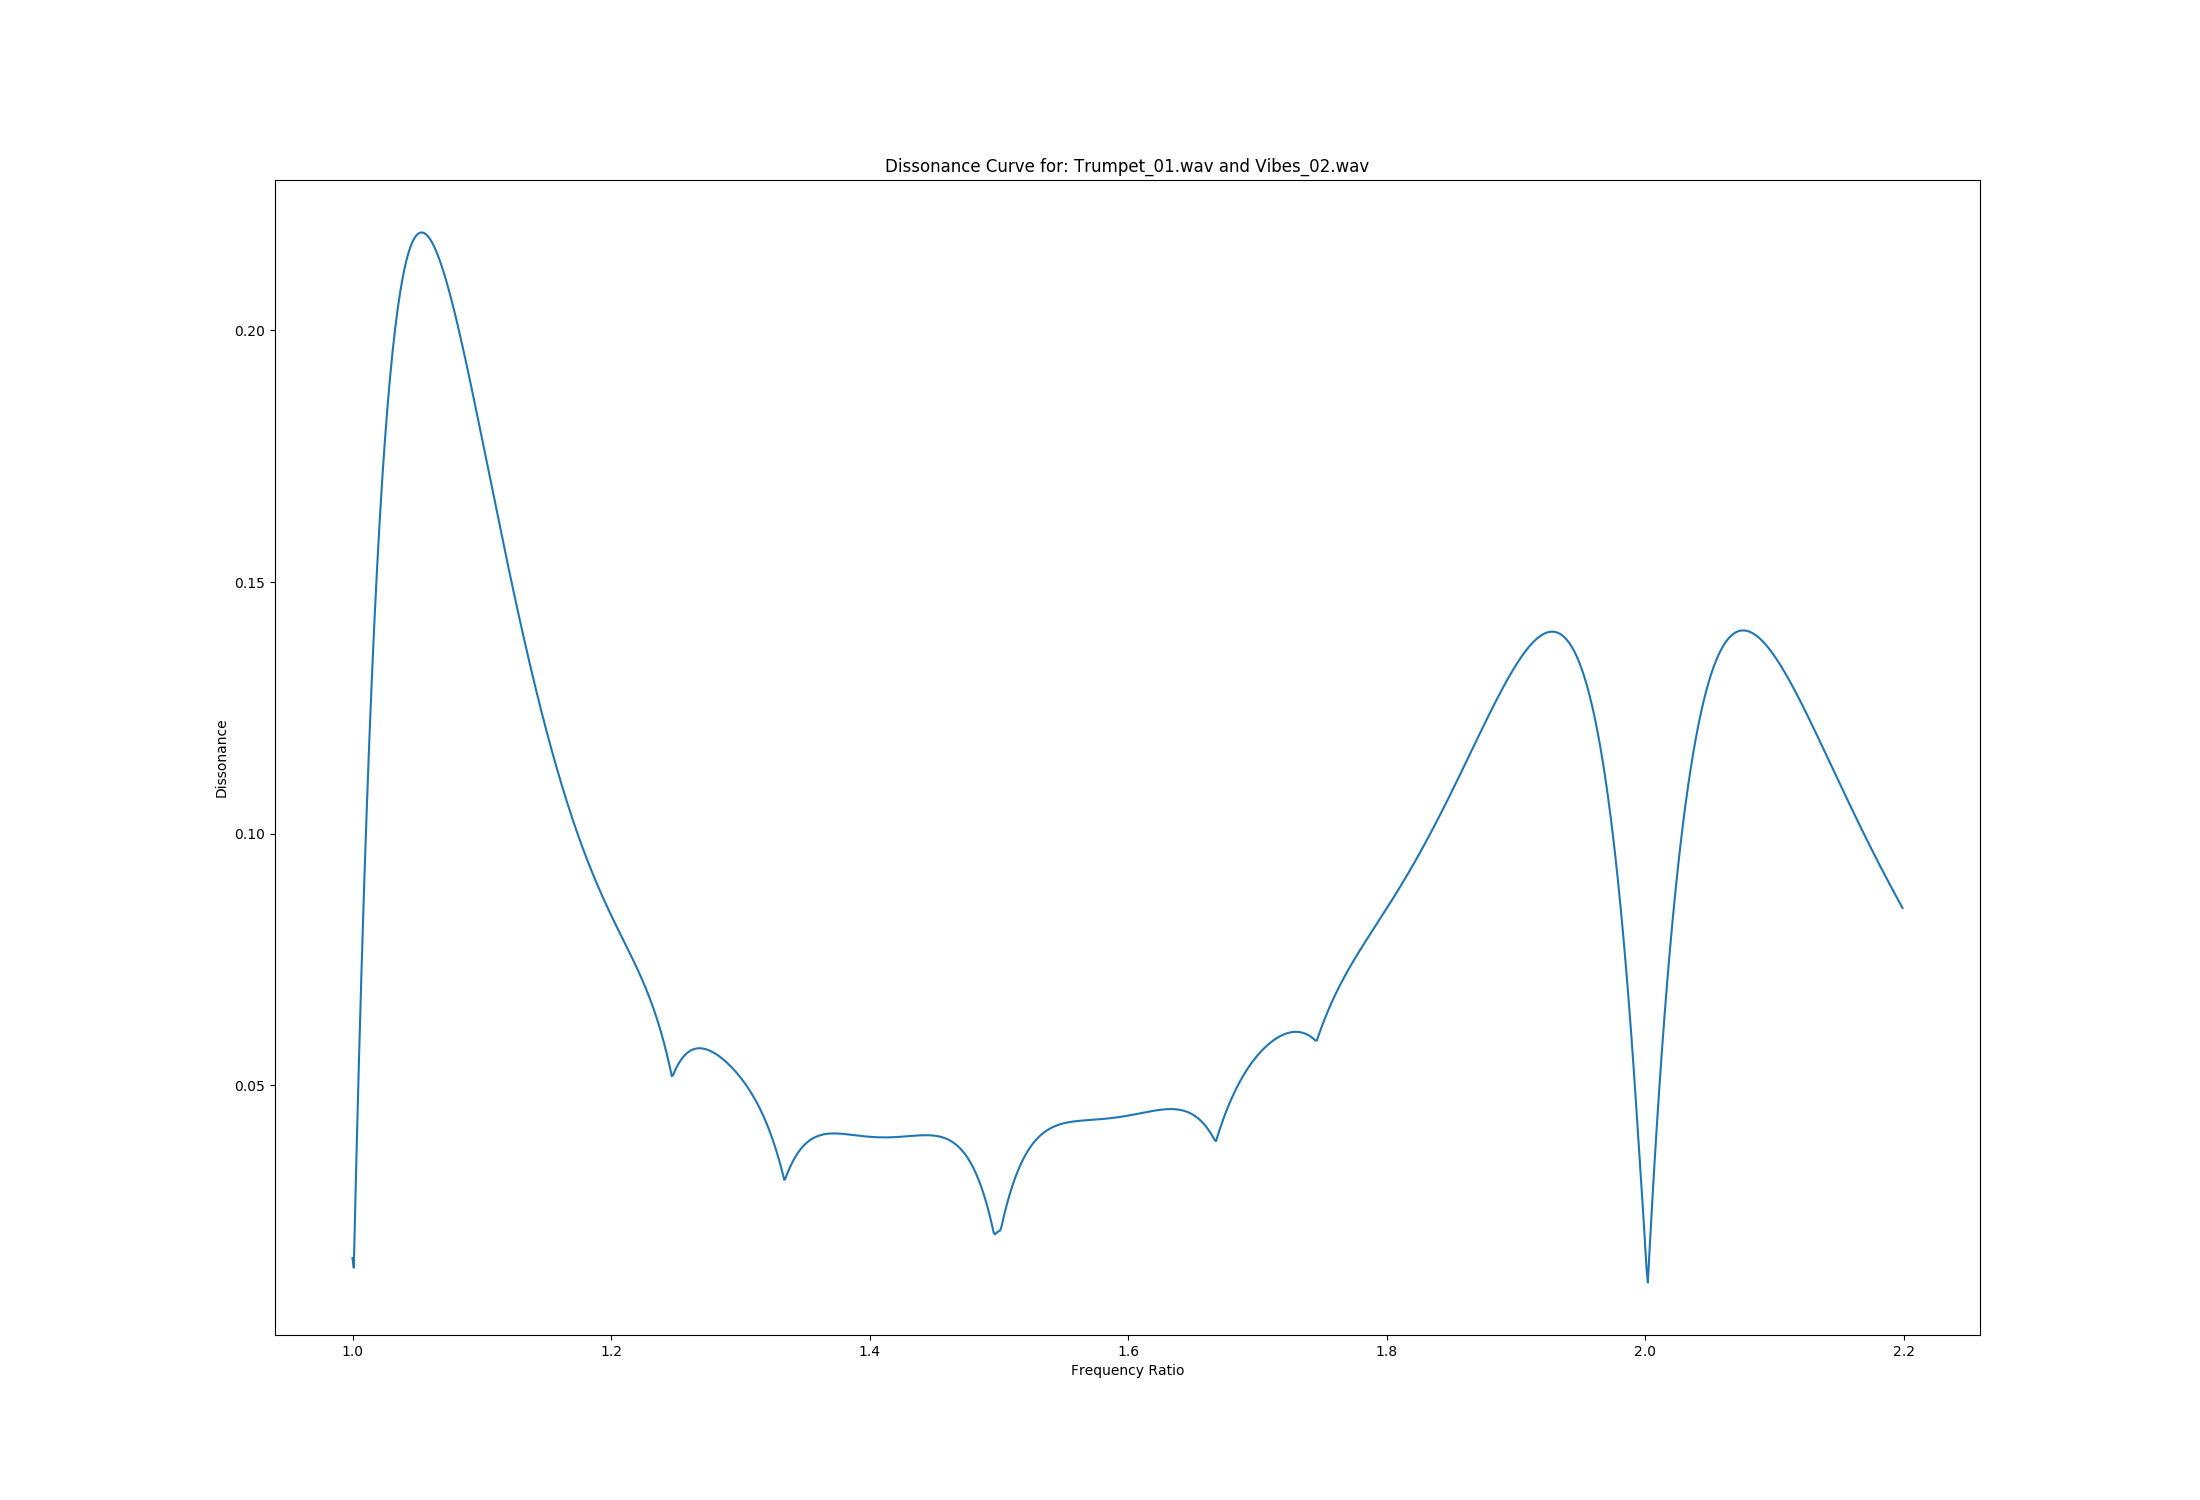 Dissonance Curve for: Trumpet_01.wav and Vibes_02.wav
0.20
0.15
0.10
0.05
Dissonance
1.0 1.2 1.4 1.6 1.8 2.0 2.2
Frequency Ratio